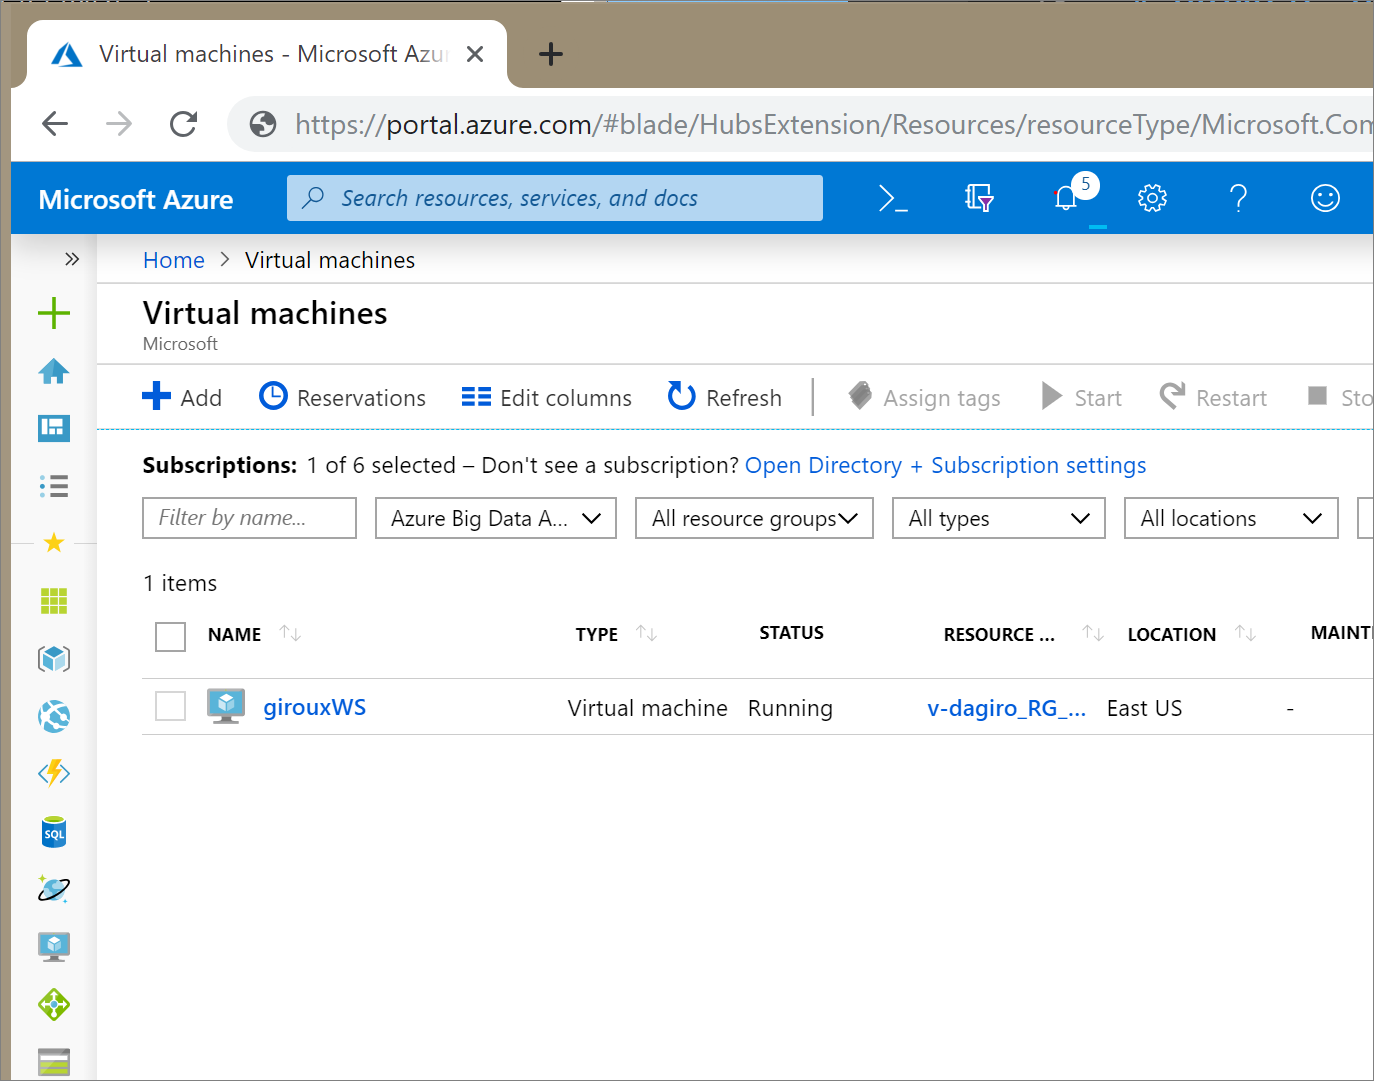 Virtual machines - Microsoft Azu
https://portal.azure.com/#blade/HubsExtension/Resources/resourceType/Microsoft.Com
Microsoft Azure Search resources, services, and docs >_ 5 ?
» Home > Virtual machines
Virtual machines
Microsoft
Add Reservations Edit columns Refresh Assign tags Start Restart Sto
Subscriptions: 1 of 6 selected – Don't see a subscription? Open Directory + Subscription settings
Filter by name... Azure Big Data A... All resource groups All types All locations
1 items
NAME TYPE STATUS RESOURCE ... LOCATION MAINT
girouxWS Virtual machine Running v-dagiro_RG_... East US -
SQL